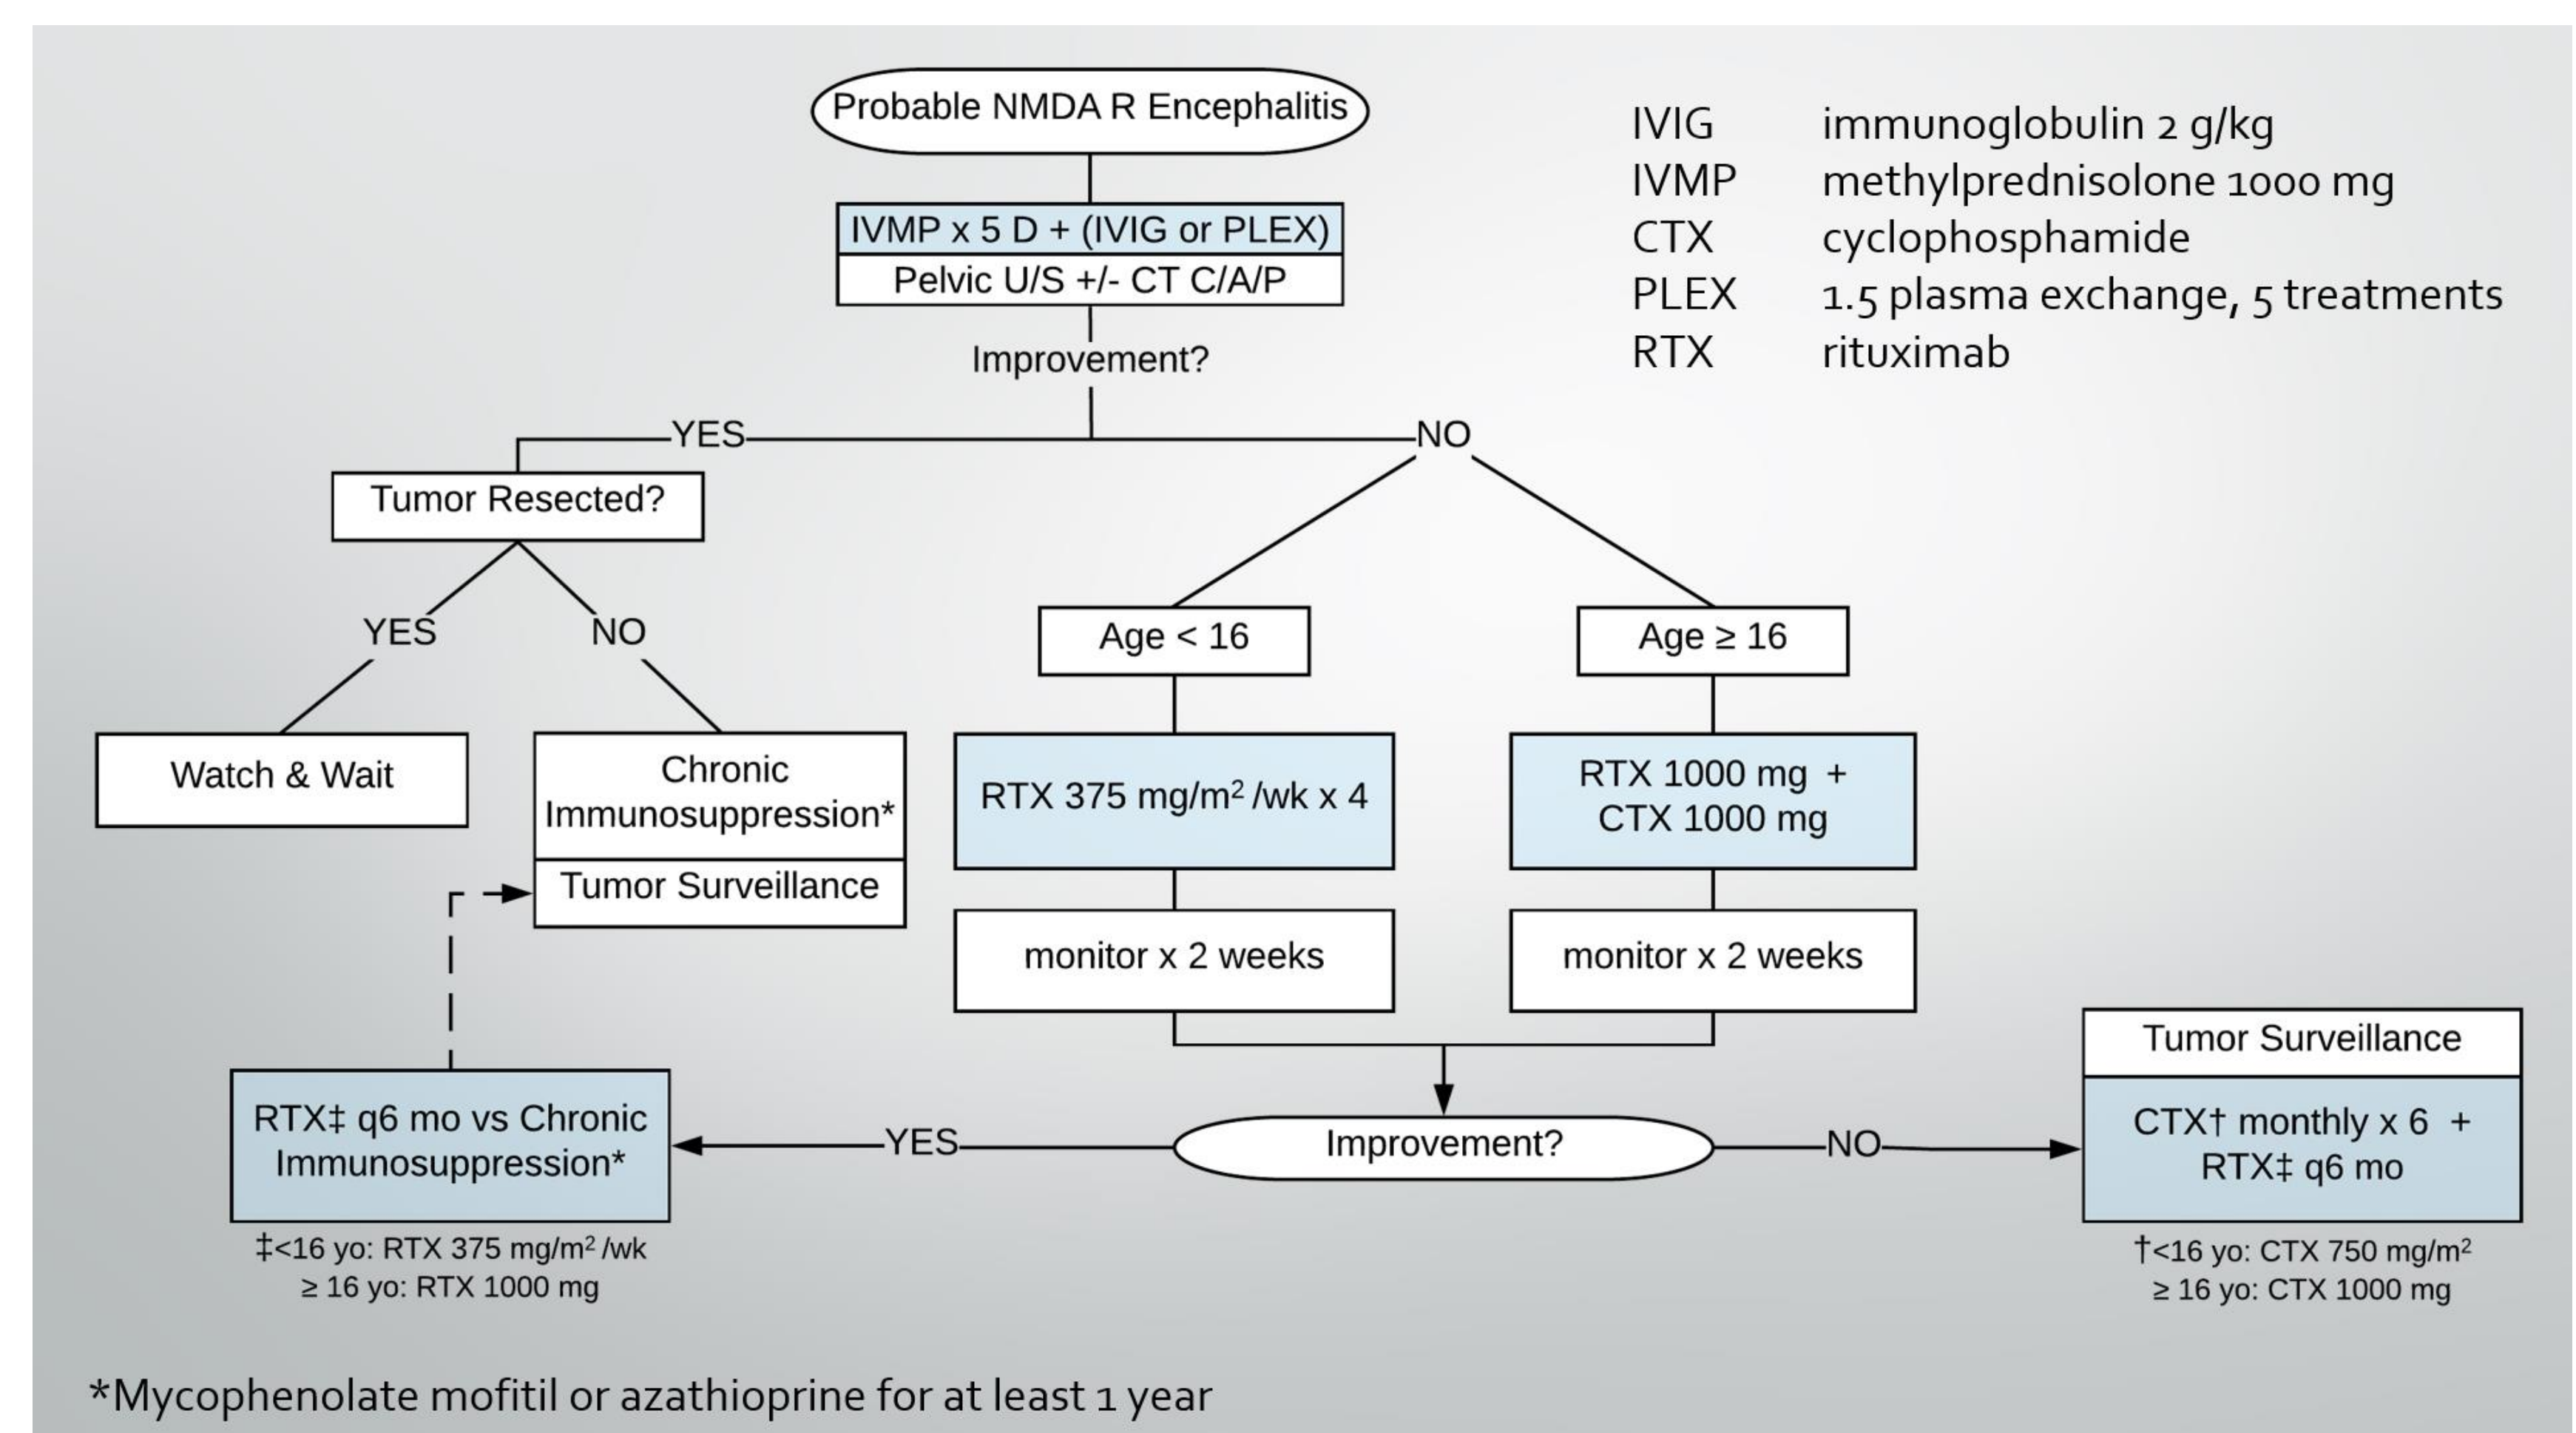 Probable NMDA R Encephalitis
IVMP x 5 D + (IVIG or PLEX)
Pelvic U/S +/- CT C/A/P
Improvement?
IVIG immunoglobulin 2 g/kg
IVMP methylprednisolone 1000 mg
CTX cyclophosphamide
PLEX 1.5 plasma exchange, 5 treatments
RTX rituximab
YES
NO
Tumor Resected?
YES
NO
Watch & Wait
Chronic
Immunosuppression*
Tumor Surveillance
Age < 16
Age ≥ 16
RTX 375 mg/m² /wk x 4
RTX 1000 mg +
CTX 1000 mg
monitor x 2 weeks
monitor x 2 weeks
Improvement?
YES
NO
RTX‡ q6 mo vs Chronic
Immunosuppression*
‡<16 yo: RTX 375 mg/m² /wk
≥ 16 yo: RTX 1000 mg
Tumor Surveillance
CTX† monthly x 6 +
RTX‡ q6 mo
†<16 yo: CTX 750 mg/m²
≥ 16 yo: CTX 1000 mg
*Mycophenolate mofitil or azathioprine for at least 1 year